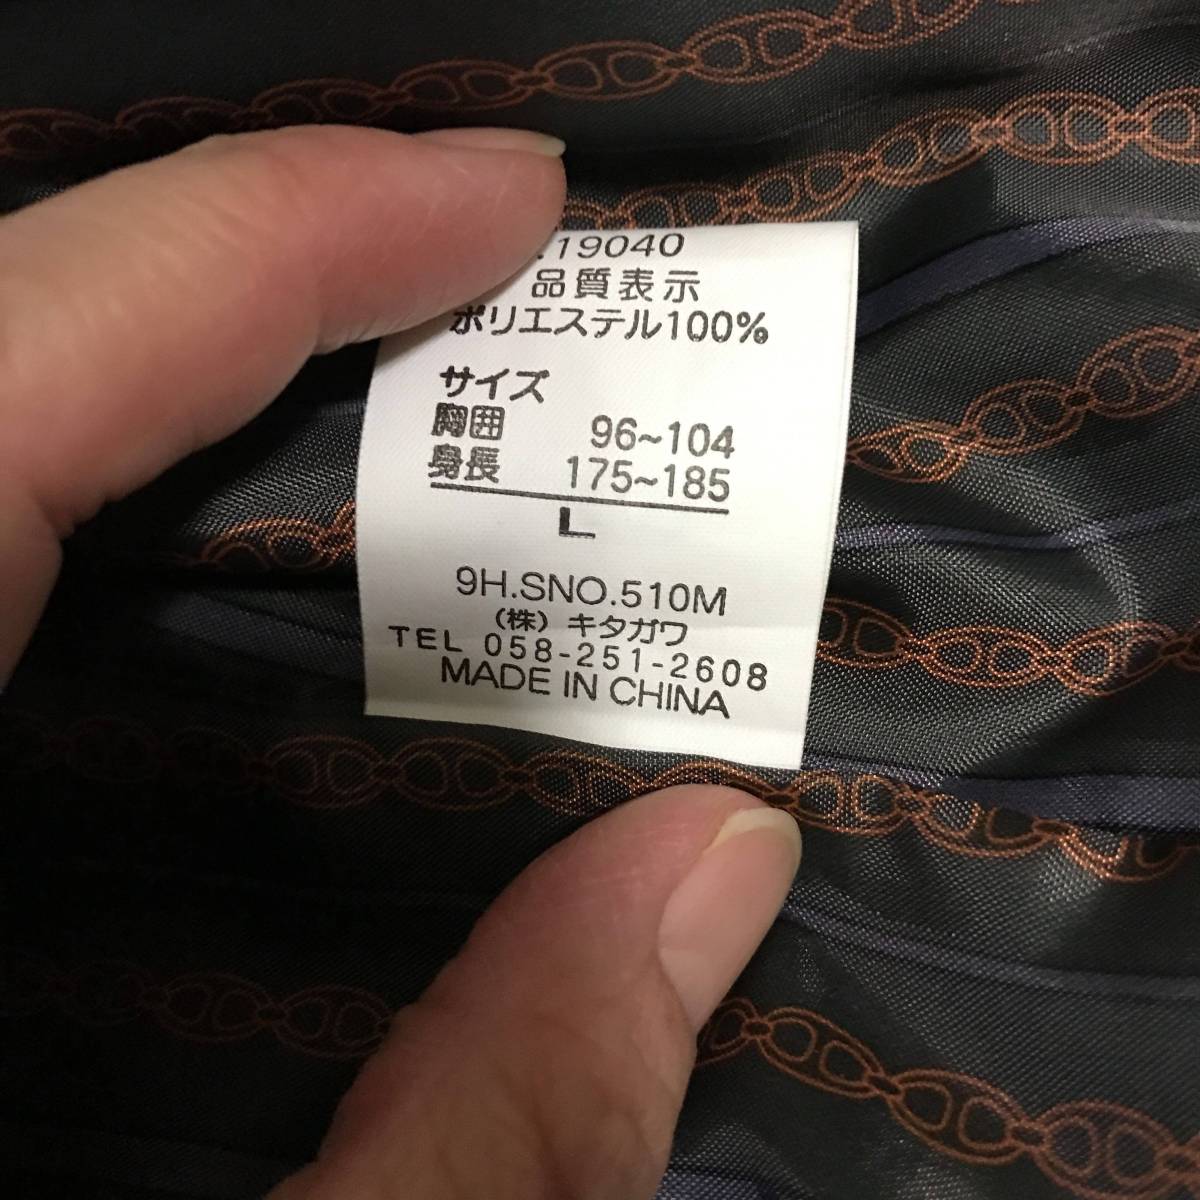 .19040
品質表示
ポリエステル100%
サイズ
胸囲 96~104
身長 175~185
L
9H.SNO.510M
(株) キタガワ
TEL 058-251-2608
MADE IN CHINA